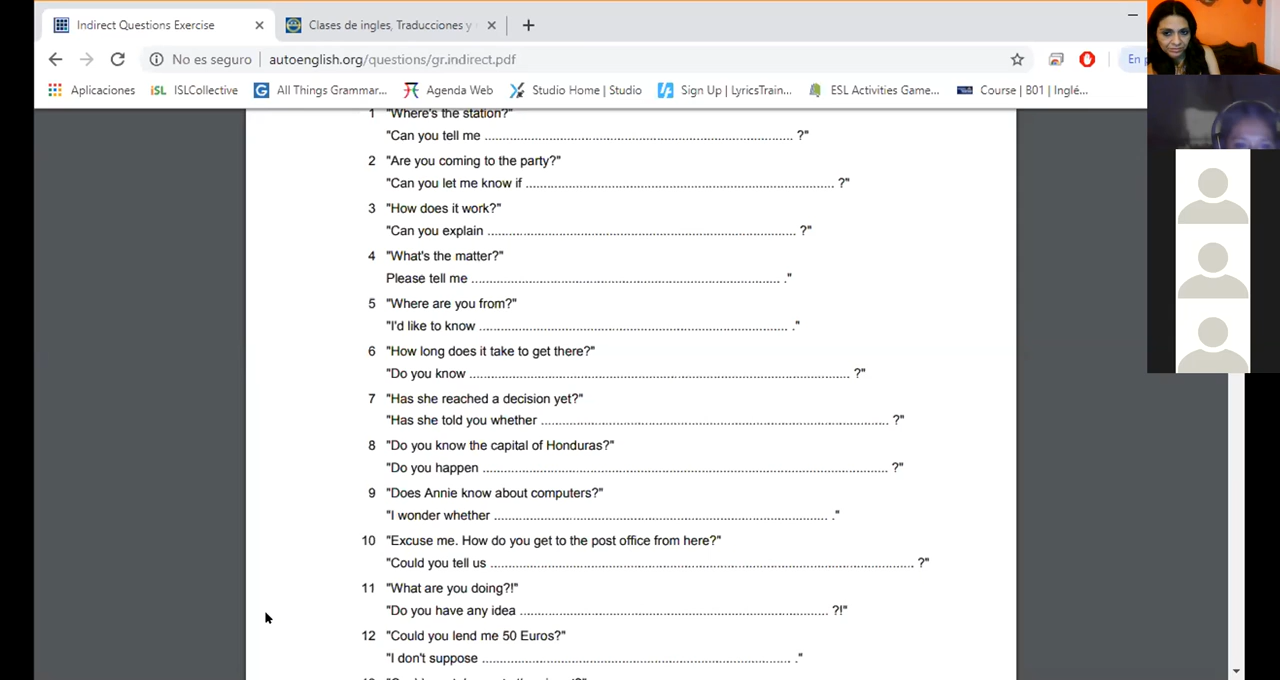 Indirect Questions Exercise
Clases de ingles, Traducciones y
No es seguro
autoenglish.org/questions/gr.indirect.pdf
En p
Aplicaciones
iSL ISLCollective
G All Things Grammar...
Agenda Web
Studio Home | Studio
Sign Up | LyricsTrain...
ESL Activities Game...
Course | B01 | Inglé...
1 "Where's the station?"
"Can you tell me ........................................................................ ?"
2 "Are you coming to the party?"
"Can you let me know if ........................................................................ ?"
3 "How does it work?"
"Can you explain ........................................................................ ?"
4 "What's the matter?"
Please tell me ........................................................................ ."
5 "Where are you from?"
"I'd like to know ........................................................................ ."
6 "How long does it take to get there?"
"Do you know ........................................................................ ?"
7 "Has she reached a decision yet?"
"Has she told you whether ........................................................................ ?"
8 "Do you know the capital of Honduras?"
"Do you happen ........................................................................ ?"
9 "Does Annie know about computers?"
"I wonder whether ........................................................................ ."
10 "Excuse me. How do you get to the post office from here?"
"Could you tell us ........................................................................ ?"
11 "What are you doing?!"
"Do you have any idea ........................................................................ ?!"
12 "Could you lend me 50 Euros?"
"I don't suppose ........................................................................ ."